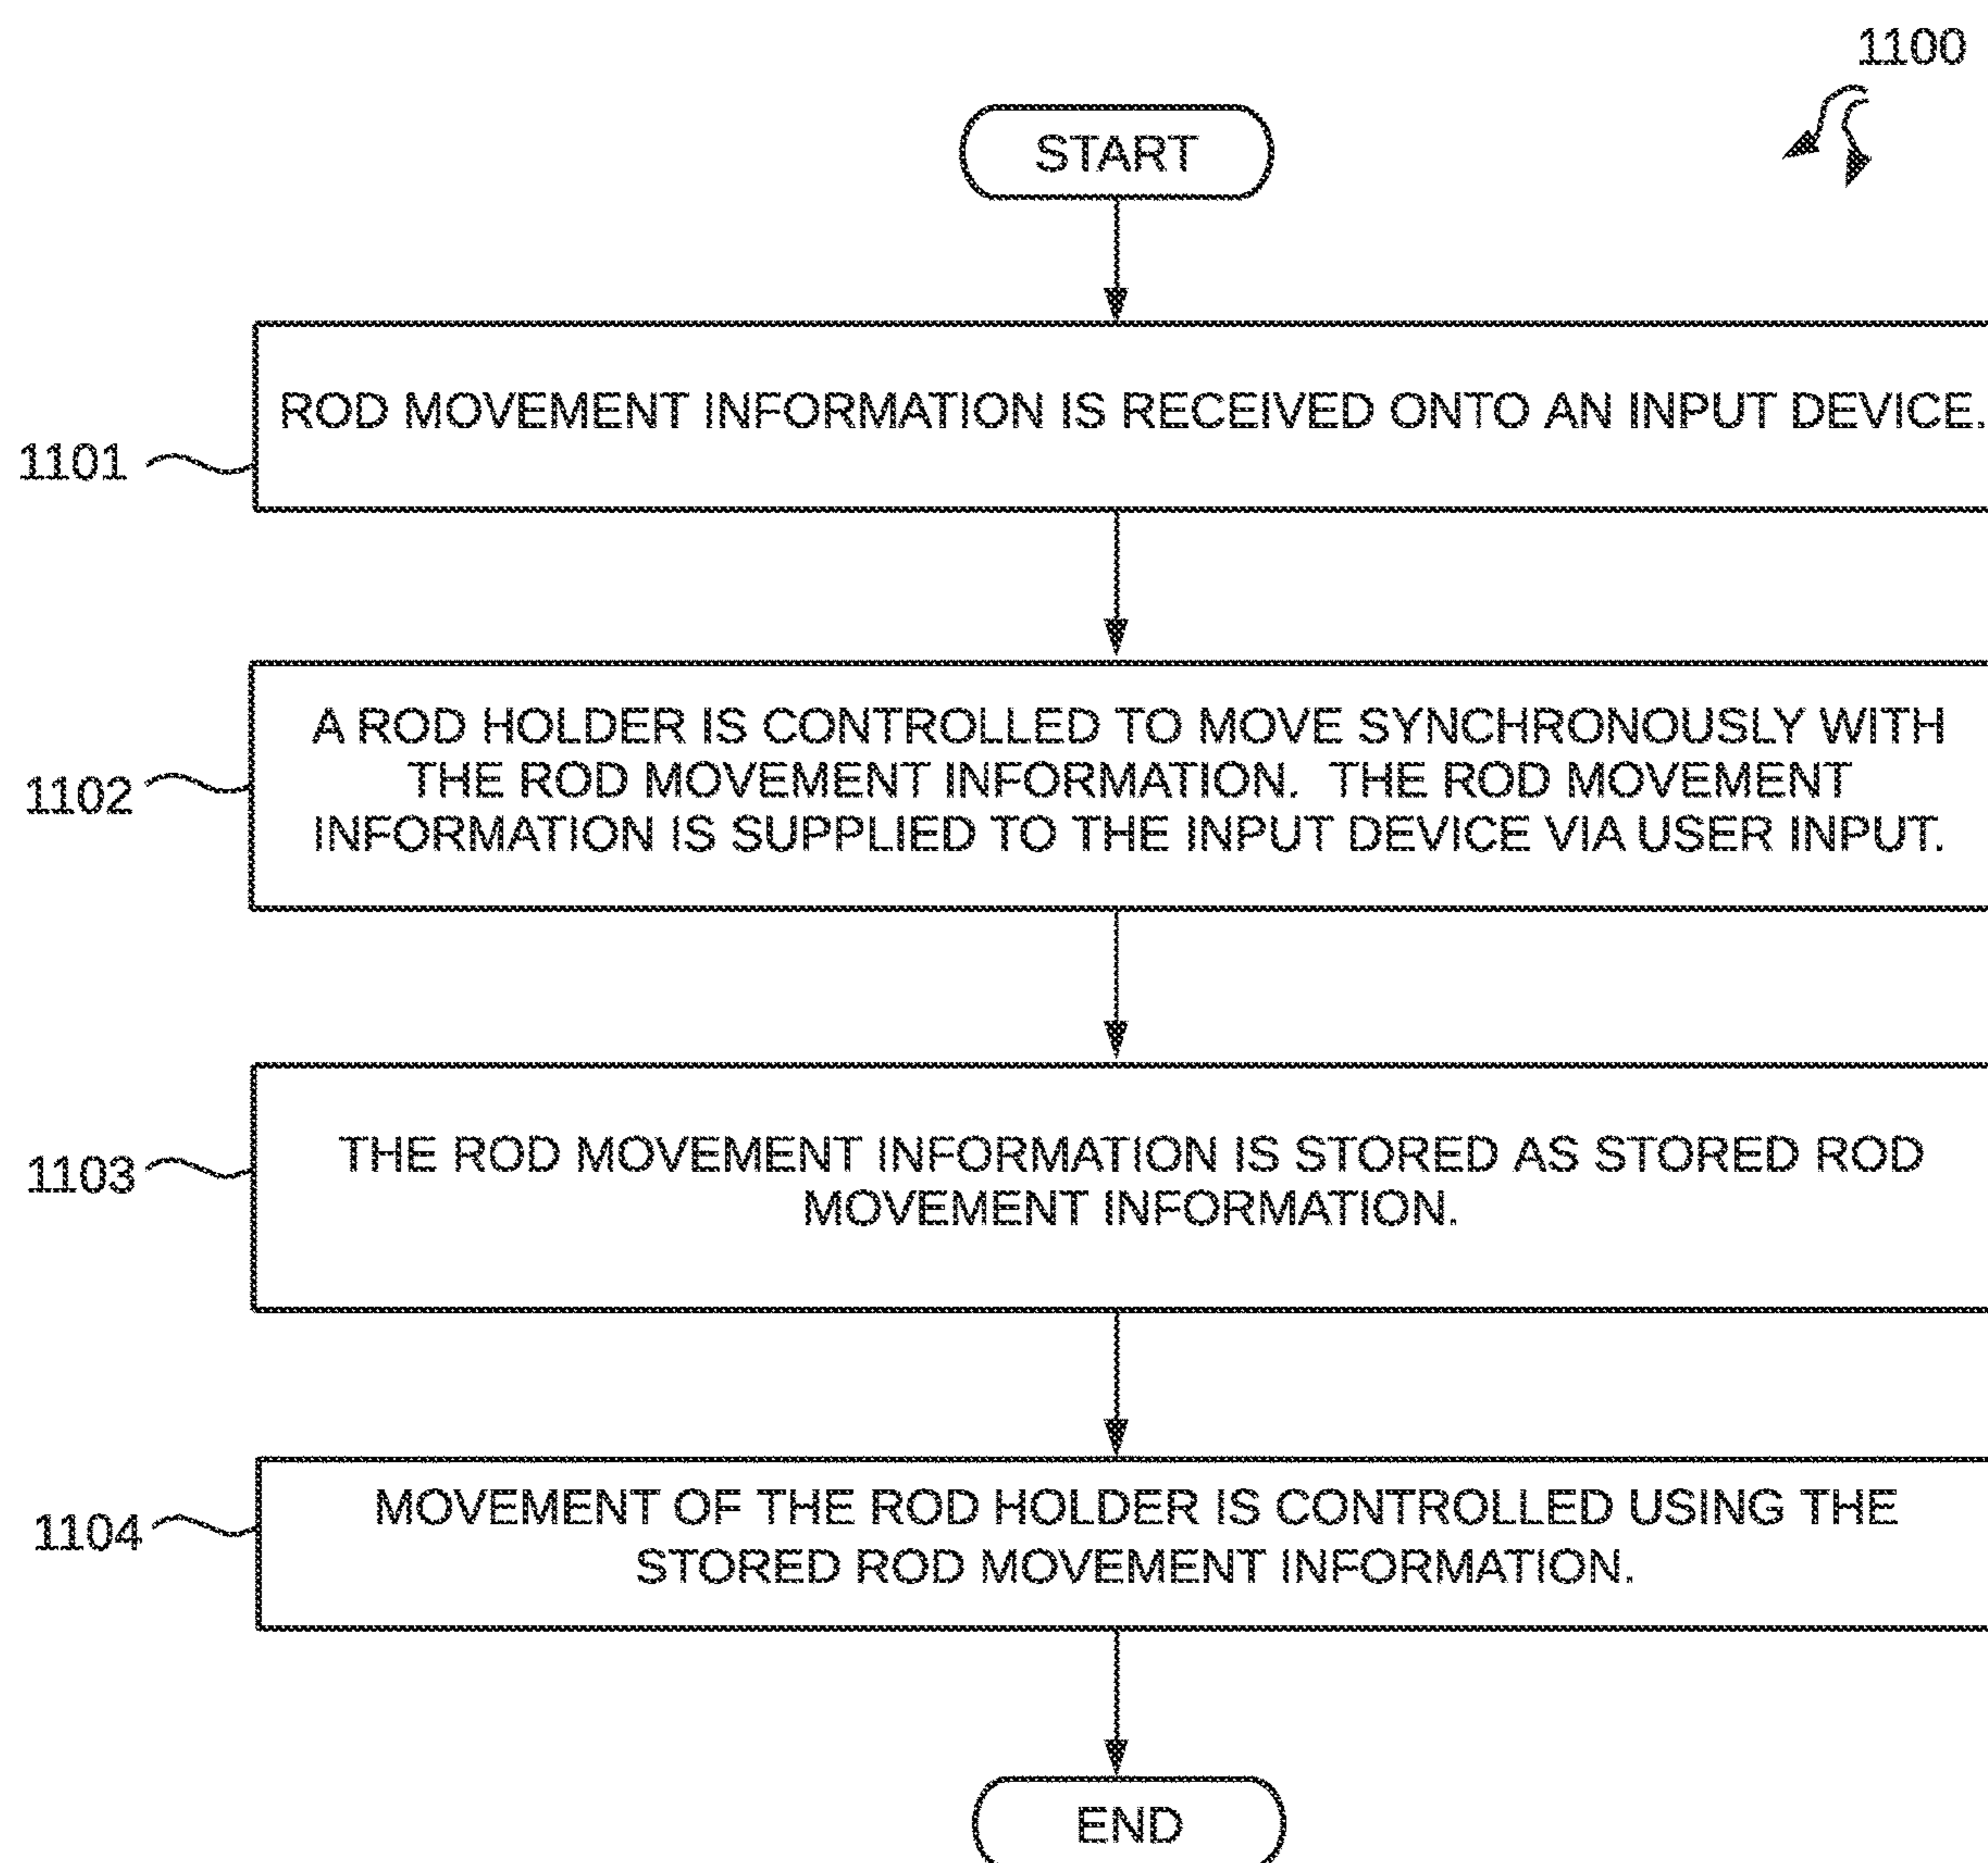 1100
START
ROD MOVEMENT INFORMATION IS RECEIVED ONTO AN INPUT DEVICE.
1101
A ROD HOLDER IS CONTROLLED TO MOVE SYNCHRONOUSLY WITH
THE ROD MOVEMENT INFORMATION. THE ROD MOVEMENT
INFORMATION IS SUPPLIED TO THE INPUT DEVICE VIA USER INPUT.
1102
THE ROD MOVEMENT INFORMATION IS STORED AS STORED ROD
MOVEMENT INFORMATION.
1103
MOVEMENT OF THE ROD HOLDER IS CONTROLLED USING THE
STORED ROD MOVEMENT INFORMATION.
1104
END